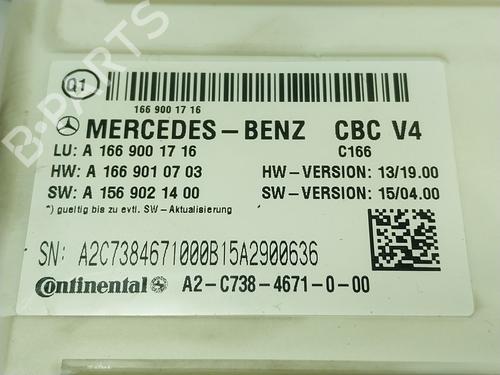 Q1
166 900 17 16
MERCEDES-BENZ CBC V4
C166
LU: A 166 900 17 16
HW: A 166 901 07 03 HW-VERSION: 13/19.00
SW: A 156 902 14 00 SW-VERSION: 15/04.00
*) gueltig bis zu evtl. SW-Aktualisierung
SN: A2C7384671000B15A2900636
Continental A2-C738-4671-0-00
B-PARTS